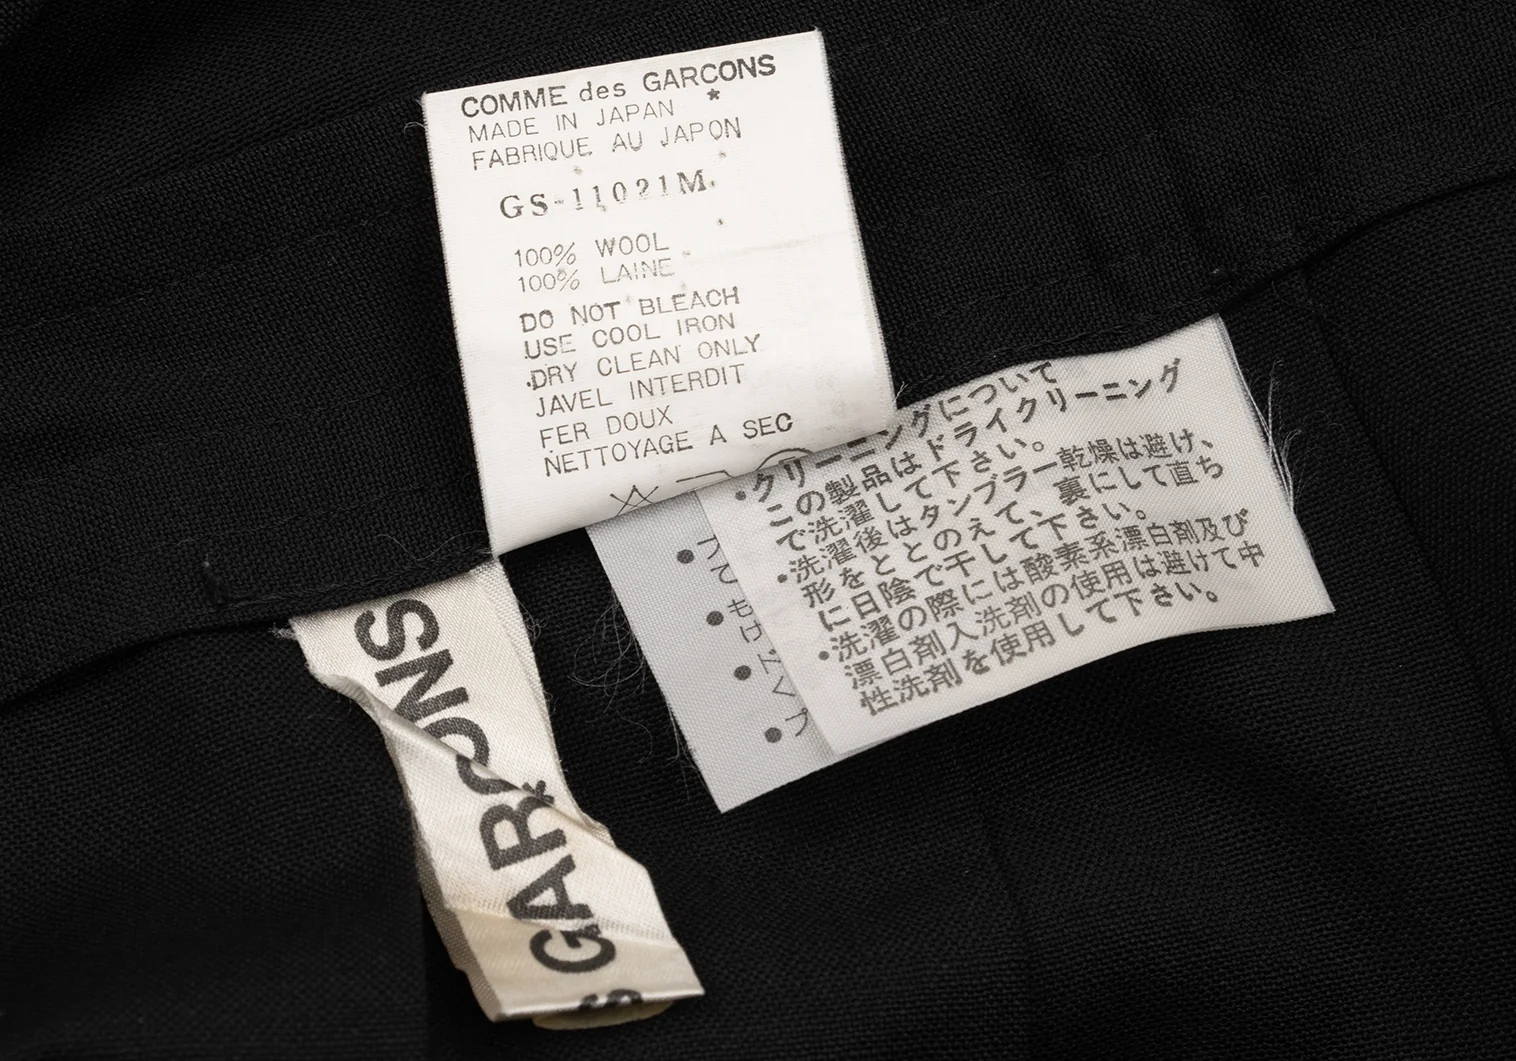 COMME des GARCONS
*
MADE IN JAPAN
FABRIQUE AU JAPON
GS-11021M
100% WOOL
100% LAINE
DO NOT BLEACH
USE COOL IRON
DRY CLEAN ONLY
JAVEL INTERDIT
FER DOUX
NETTOYAGE A SEC
クリーニングについて
・この製品はドライクリーニング
で洗濯して下さい。
・洗濯後はタンブラー乾燥は避け、
形をととのえて、裏にして直ち
に日陰で干して下さい。
・洗濯の際には酸素系漂白剤及び
漂白剤入洗剤の使用は避けて中
性洗剤を使用して下さい。
●
て
●も
け
●ド
く
●プ
S GARCONS
*